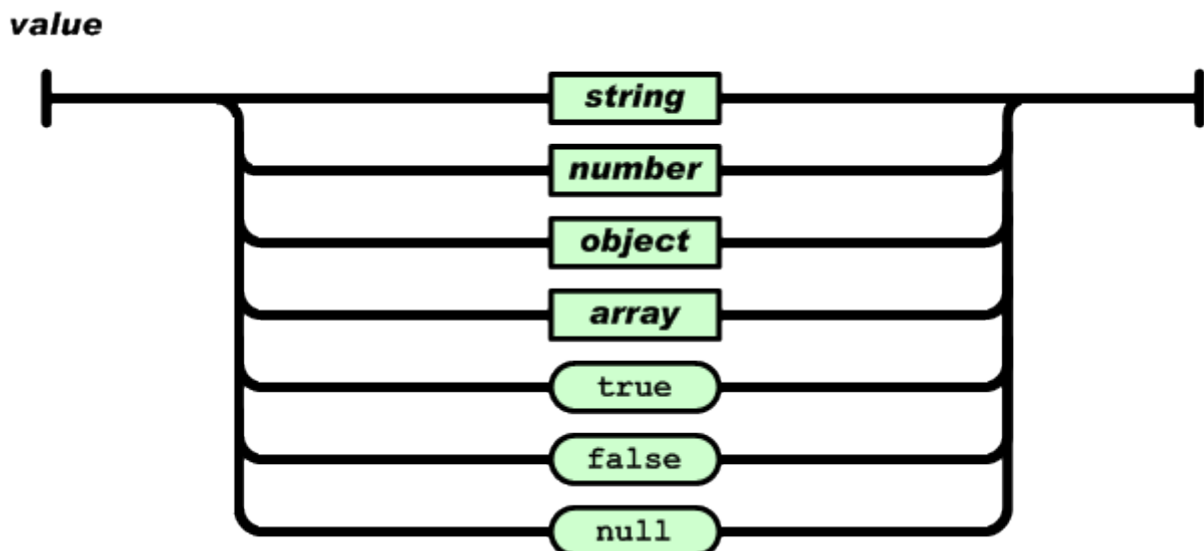 value
string
number
object
array
true
false
null